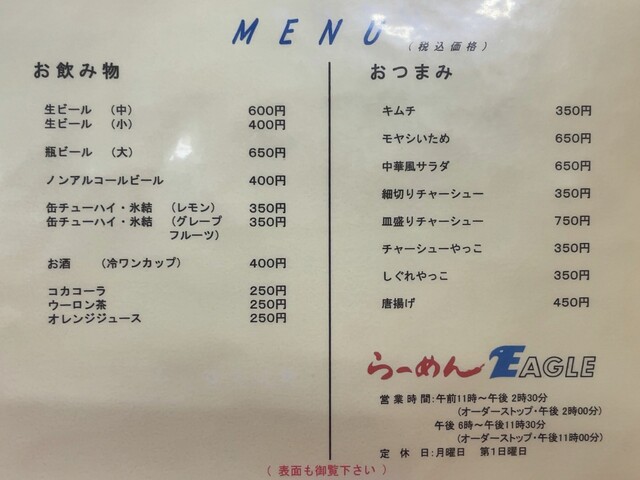 MENU
(税込価格)
お飲み物
生ビール (中) 600円
生ビール (小) 400円
瓶ビール (大) 650円
ノンアルコールビール 400円
缶チューハイ・氷結 (レモン) 350円
缶チューハイ・氷結 (グレープ 350円
フルーツ)
お酒 (冷ワンカップ) 400円
コカコーラ 250円
ウーロン茶 250円
オレンジジュース 250円
おつまみ
キムチ 350円
モヤシいため 650円
中華風サラダ 650円
細切りチャーシュー 350円
皿盛りチャーシュー 750円
チャーシューやっこ 350円
しぐれやっこ 350円
唐揚げ 450円
らーめん EAGLE
営業時間:午前11時～午後 2時30分
(オーダーストップ・午後 2時00分)
午後 6時～午後11時30分
(オーダーストップ・午後11時00分)
定 休 日:月曜日 第1日曜日
(表面も御覧下さい)